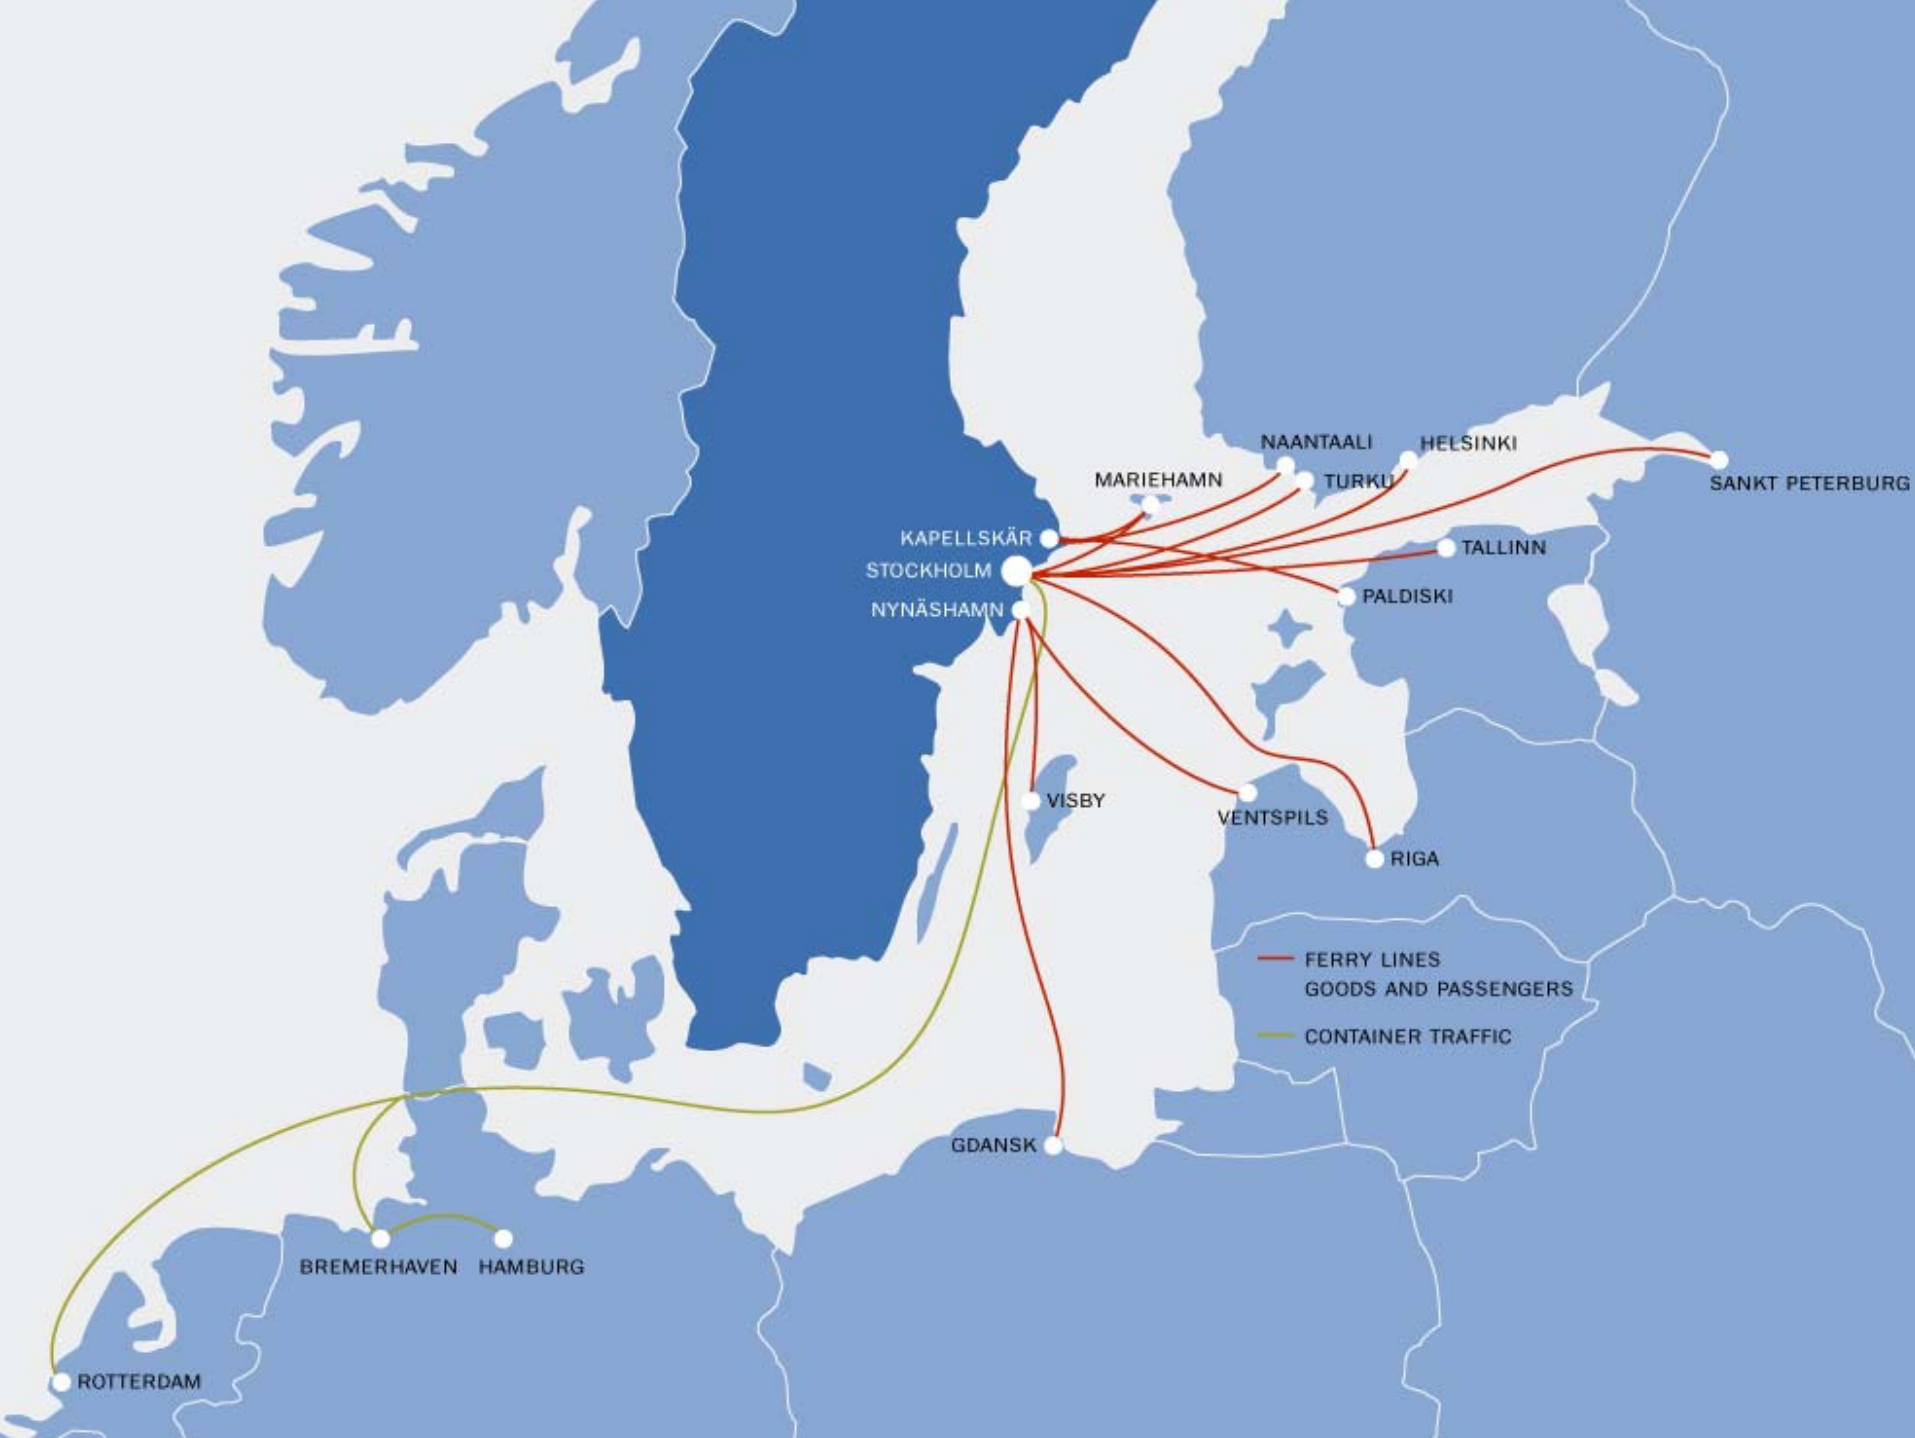 NAANTAALI
HELSINKI
MARIEHAMN
TURKU
SANKT PETERBURG
KAPELLSKÄR
TALLINN
STOCKHOLM
PALDISKI
NYNÄSHAMN
VISBY
VENTSPILS
RIGA
FERRY LINES
GOODS AND PASSENGERS
CONTAINER TRAFFIC
GDANSK
BREMERHAVEN
HAMBURG
ROTTERDAM